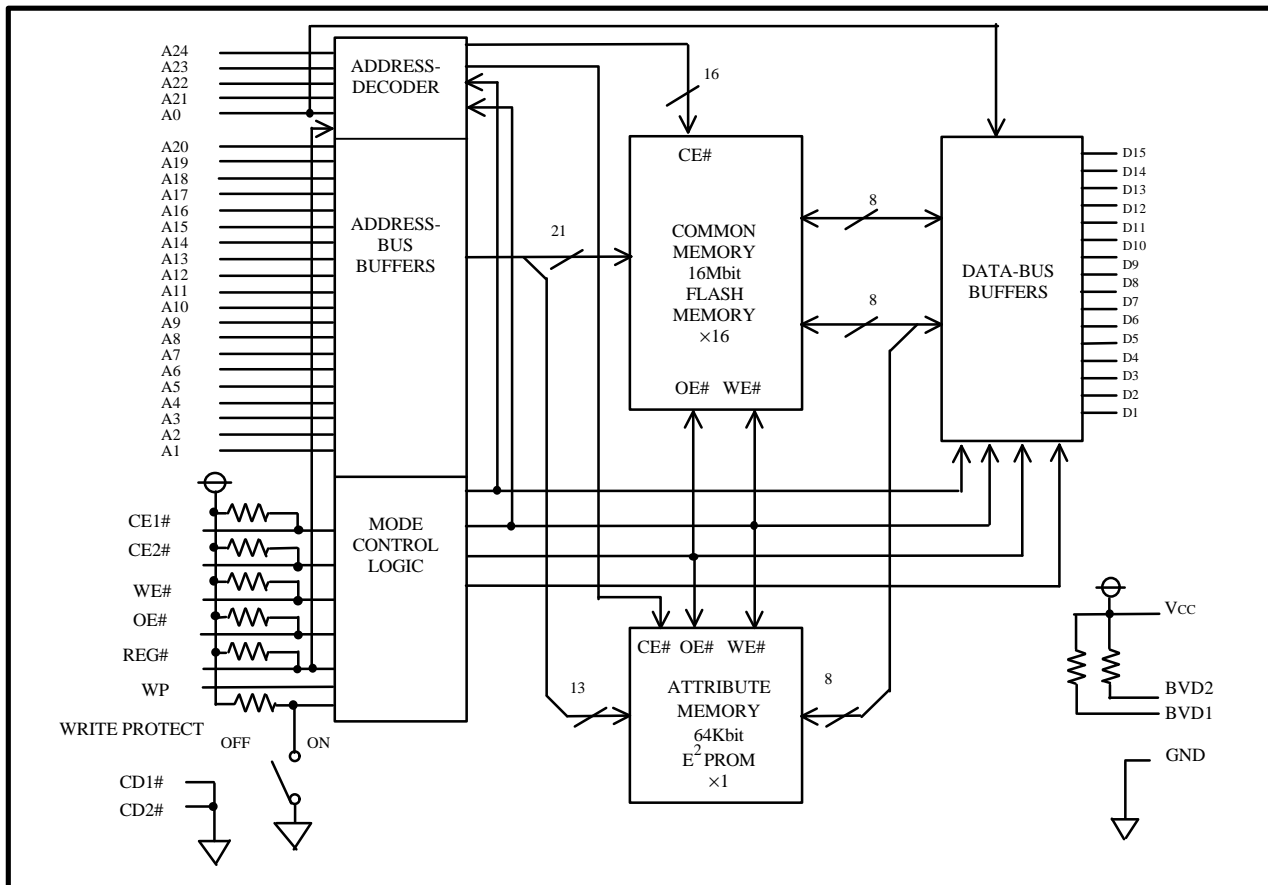 A24
A23
A22
A21
A0
A20
A19
A18
A17
A16
A15
A14
A13
A12
A11
A10
A9
A8
A7
A6
A5
A4
A3
A2
A1
CE1#
CE2#
WE#
OE#
REG#
WP
WRITE PROTECT
OFF
ON
CD1#
CD2#
ADDRESS-
DECODER
ADDRESS-
BUS
BUFFERS
MODE
CONTROL
LOGIC
16
21
13
CE#
COMMON
MEMORY
16Mbit
FLASH
MEMORY
×16
OE# WE#
8
8
8
CE# OE# WE#
ATTRIBUTE
MEMORY
64Kbit
E2PROM
×1
DATA-BUS
BUFFERS
D15
D14
D13
D12
D11
D10
D9
D8
D7
D6
D5
D4
D3
D2
D1
VCC
BVD2
BVD1
GND